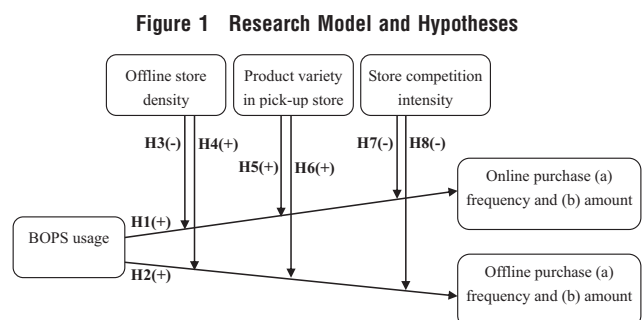 Figure 1 Research Model and Hypotheses
Offline store
density
Product variety
in pick-up store
Store competition
intensity
H3(-)
H4(+)
H5(+)
H6(+)
H7(-)
H8(-)
Online purchase (a)
frequency and (b) amount
H1(+)
BOPS usage
H2(+)
Offline purchase (a)
frequency and (b) amount